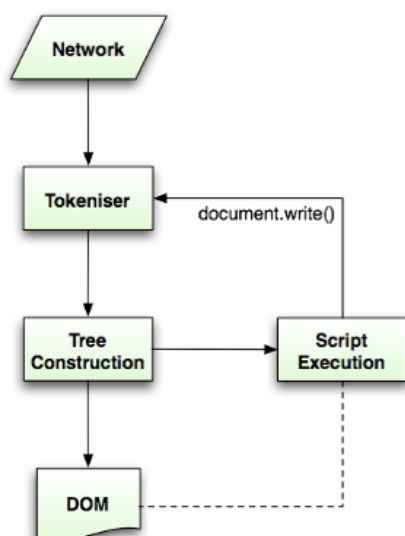 Network
Tokeniser
document.write()
Tree
Construction
Script
Execution
DOM